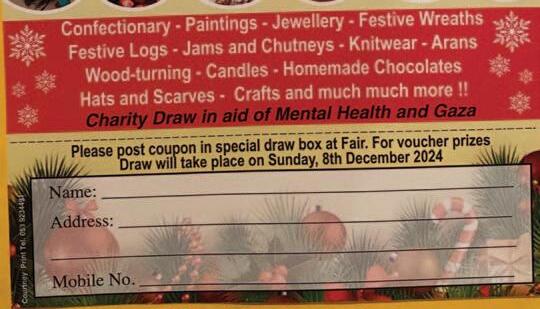 Confectionary - Paintings - Jewellery - Festive Wreaths
Festive Logs - Jams and Chutneys - Knitwear - Arans
Wood-turning - Candles - Homemade Chocolates
Hats and Scarves - Crafts and much much more !!
Charity Draw in aid of Mental Health and Gaza
Please post coupon in special draw box at Fair. For voucher prizes
Draw will take place on Sunday, 8th December 2024
Name:
Address:
Mobile No.
Courtney Print Tel: